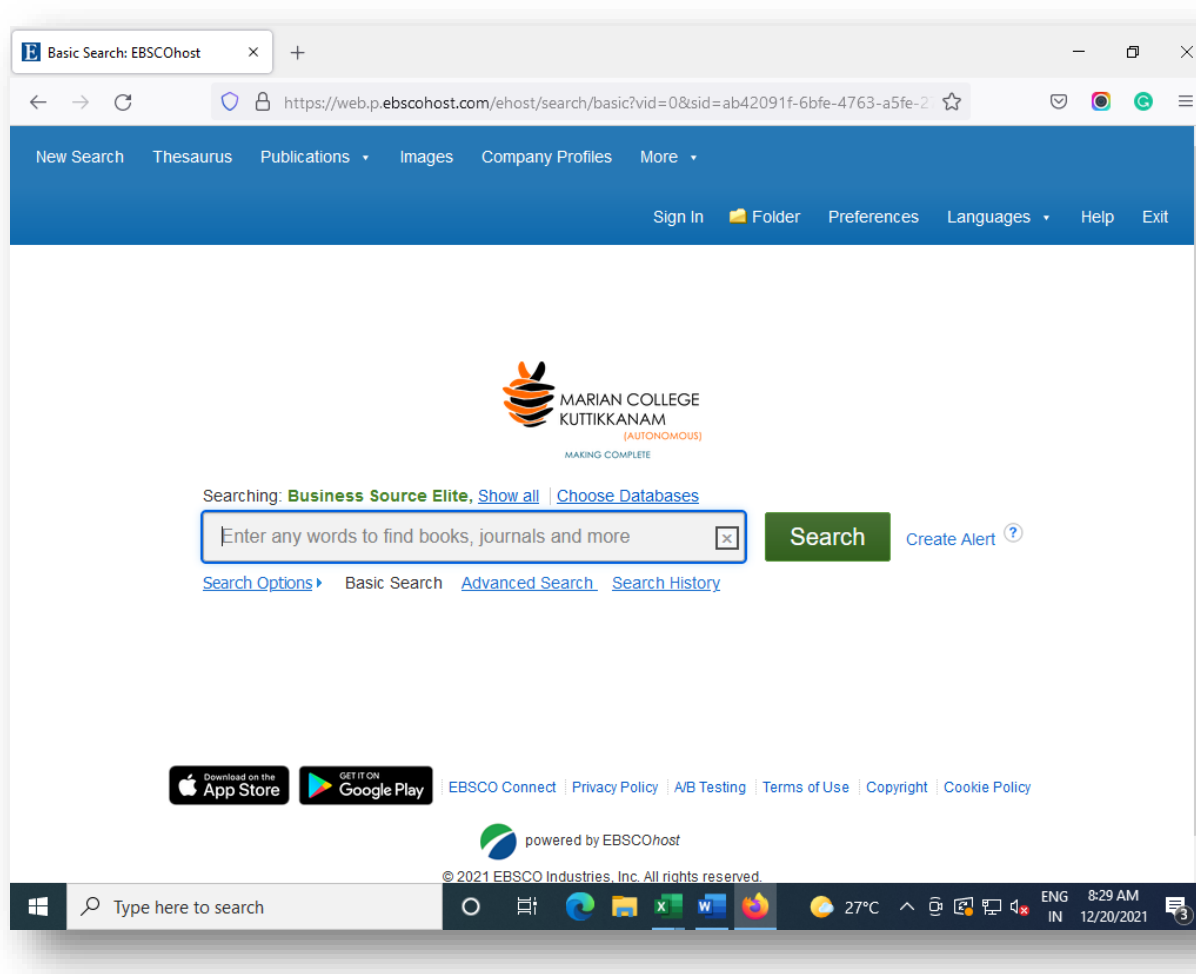 Basic Search: EBSCOhost
https://web.p.ebscohost.com/ehost/search/basic?vid=0&sid=ab42091f-6bfe-4763-a5fe-2
New Search Thesaurus Publications Images Company Profiles More
Sign In Folder Preferences Languages Help Exit
MARIAN COLLEGE
KUTTIKKANAM
(AUTONOMOUS)
MAKING COMPLETE
Searching: Business Source Elite, Show all | Choose Databases
Enter any words to find books, journals and more Search Create Alert ?
Search Options Basic Search Advanced Search Search History
Download on the
App Store
GET IT ON
Google Play
EBSCO Connect Privacy Policy A/B Testing Terms of Use Copyright Cookie Policy
powered by EBSCOhost
© 2021 EBSCO Industries, Inc. All rights reserved.
Type here to search 27°C
ENG 8:29 AM
IN 12/20/2021 3